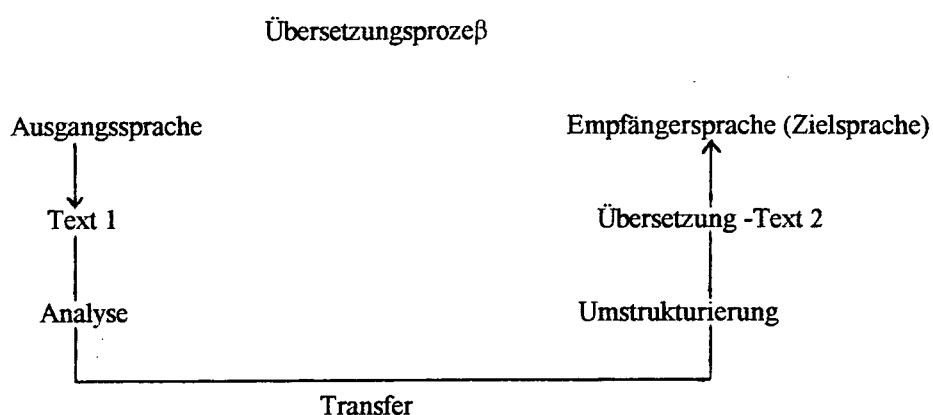 Übersetzungsprozeβ
Ausgangssprache Empfängersprache (Zielsprache)
Text 1 Übersetzung -Text 2
Analyse Umstrukturierung
Transfer